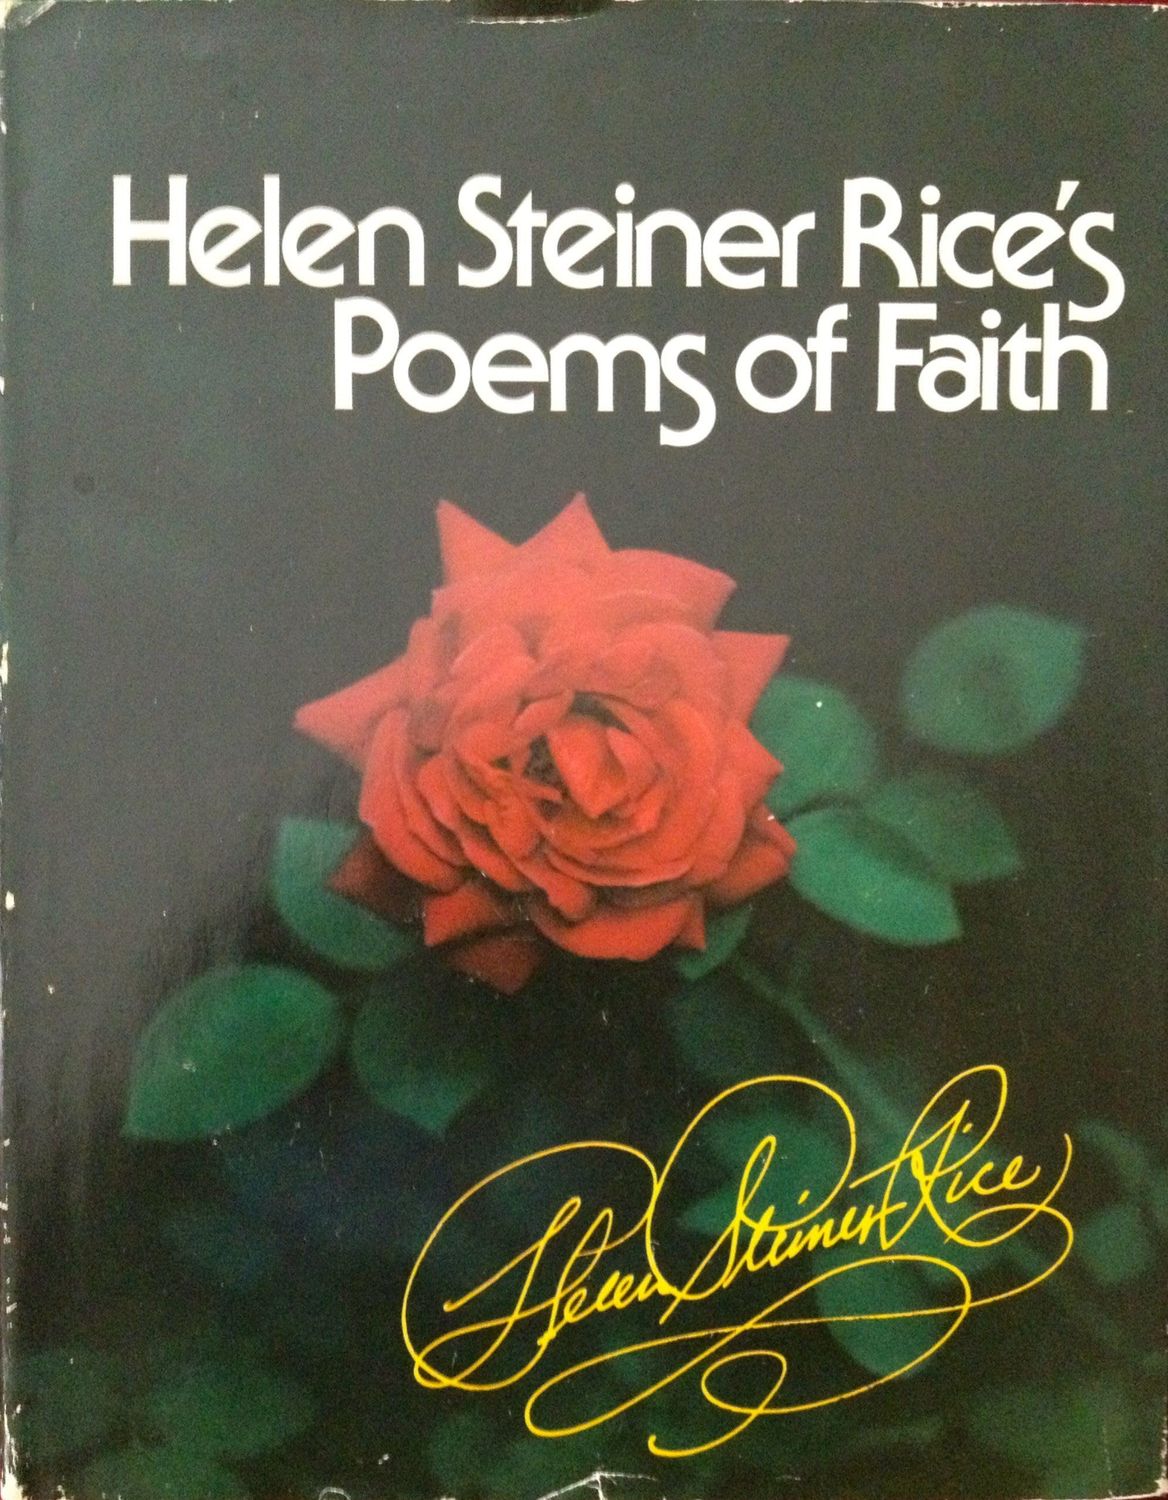 Helen Steiner Rice's
Poems of Faith
Helen Steiner Rice